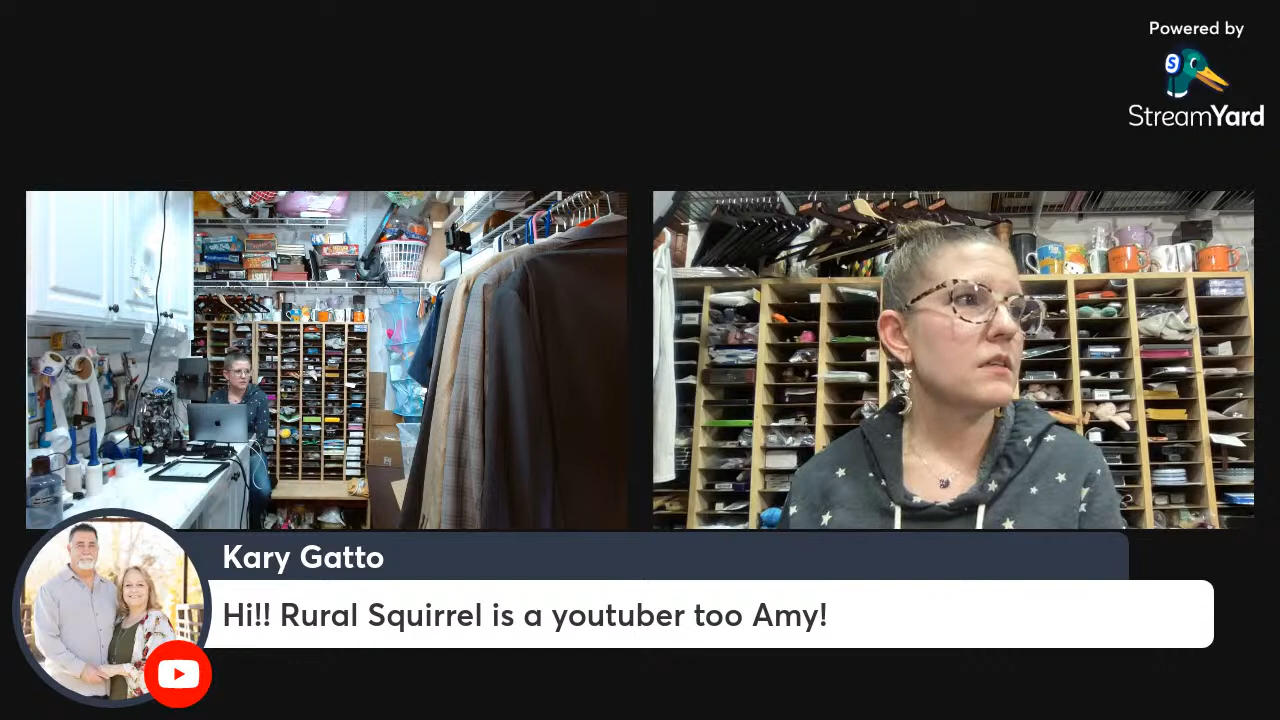 Powered by
S
StreamYard
Kary Gatto
Hi!! Rural Squirrel is a youtuber too Amy!